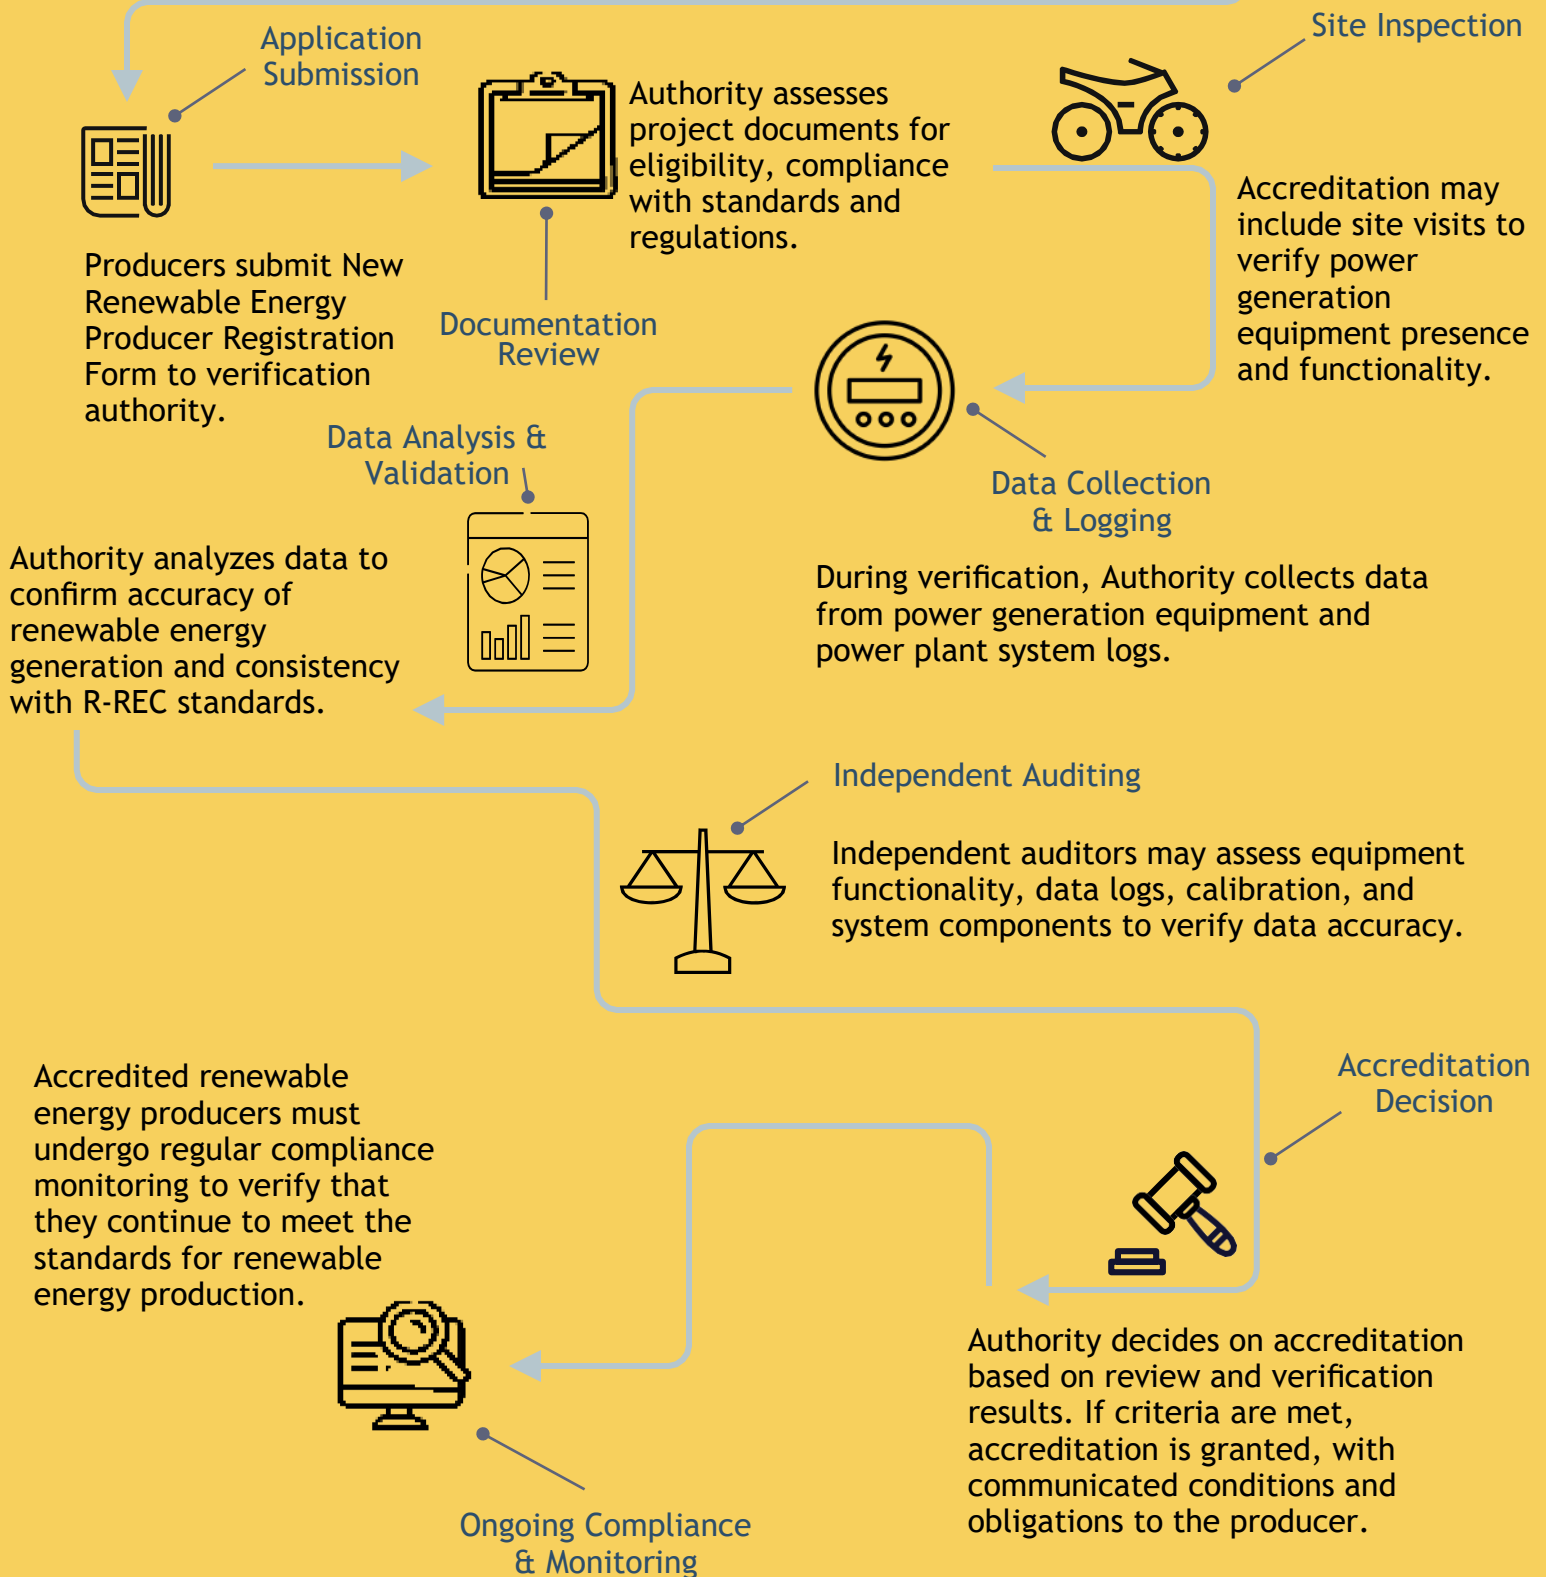 Application
Submission
Producers submit New
Renewable Energy
Producer Registration
Form to verification
authority.
Authority assesses
project documents for
eligibility, compliance
with standards and
regulations.
Documentation
Review
Site Inspection
Accreditation may
include site visits to
verify power
generation
equipment presence
and functionality.
Data Collection
& Logging
During verification, Authority collects data
from power generation equipment and
power plant system logs.
Data Analysis &
Validation
Authority analyzes data to
confirm accuracy of
renewable energy
generation and consistency
with R-REC standards.
Independent Auditing
Independent auditors may assess equipment
functionality, data logs, calibration, and
system components to verify data accuracy.
Accreditation
Decision
Authority decides on accreditation
based on review and verification
results. If criteria are met,
accreditation is granted, with
communicated conditions and
obligations to the producer.
Accredited renewable
energy producers must
undergo regular compliance
monitoring to verify that
they continue to meet the
standards for renewable
energy production.
Ongoing Compliance
& Monitoring